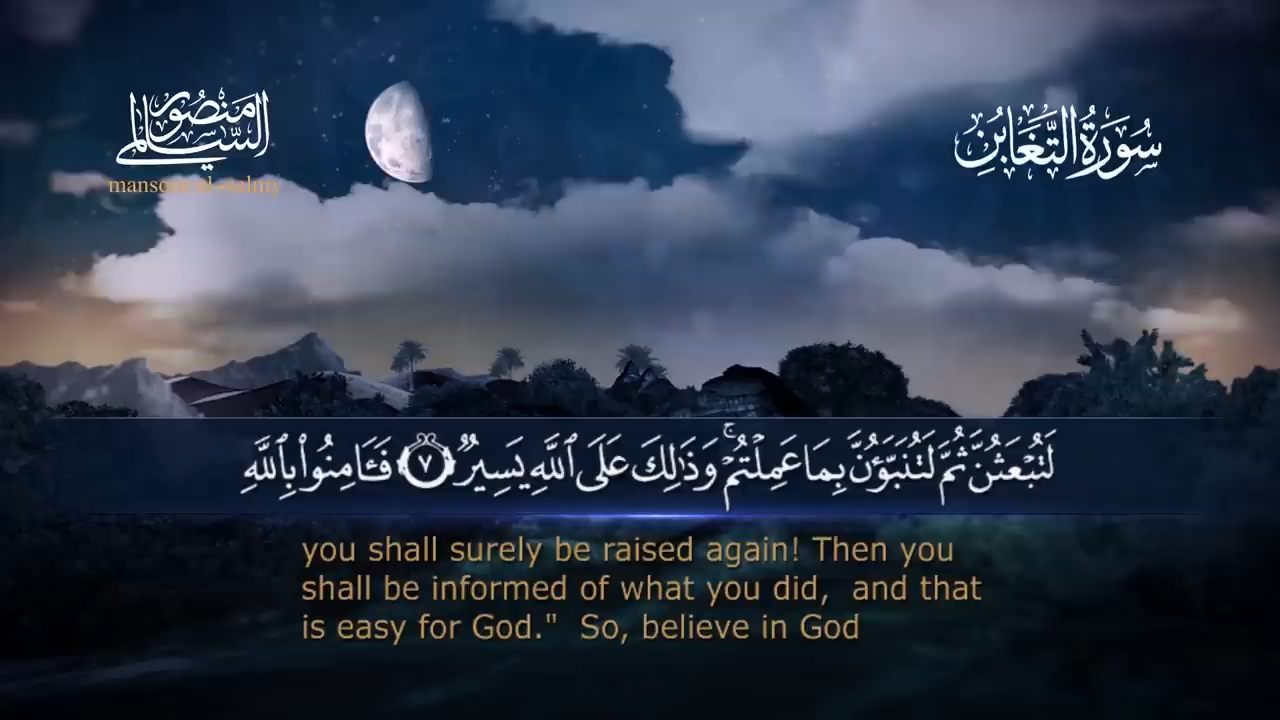 منصور السالمي
mansour al-salmy
سُورَةُ التَّغَابُنِ
لَتُبْعَثُنَّ ثُمَّ لَتُنَبَّؤُنَّ بِمَا عَمِلْتُمْ ۚ وَذَٰلِكَ عَلَى ٱللَّهِ يَسِيرٌ ٧ فَـَٔامِنُوا۟ بِٱللَّهِ
you shall surely be raised again! Then you
shall be informed of what you did,  and that
is easy for God."  So, believe in God